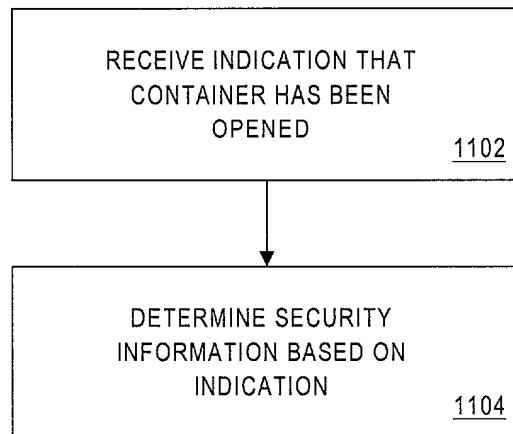 RECEIVE INDICATION THAT
CONTAINER HAS BEEN
OPENED
1102
DETERMINE SECURITY
INFORMATION BASED ON
INDICATION
1104